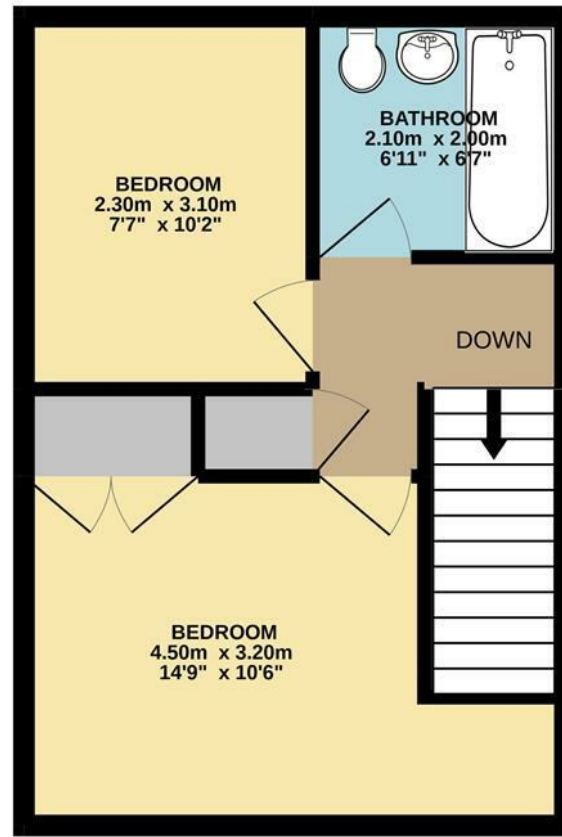 BATHROOM
2.10m x 2.00m
6'11" x 6'7"
BEDROOM
2.30m x 3.10m
7'7" x 10'2"
DOWN
BEDROOM
4.50m x 3.20m
14'9" x 10'6"